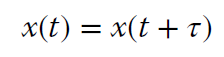 x(t) = x(t + τ)